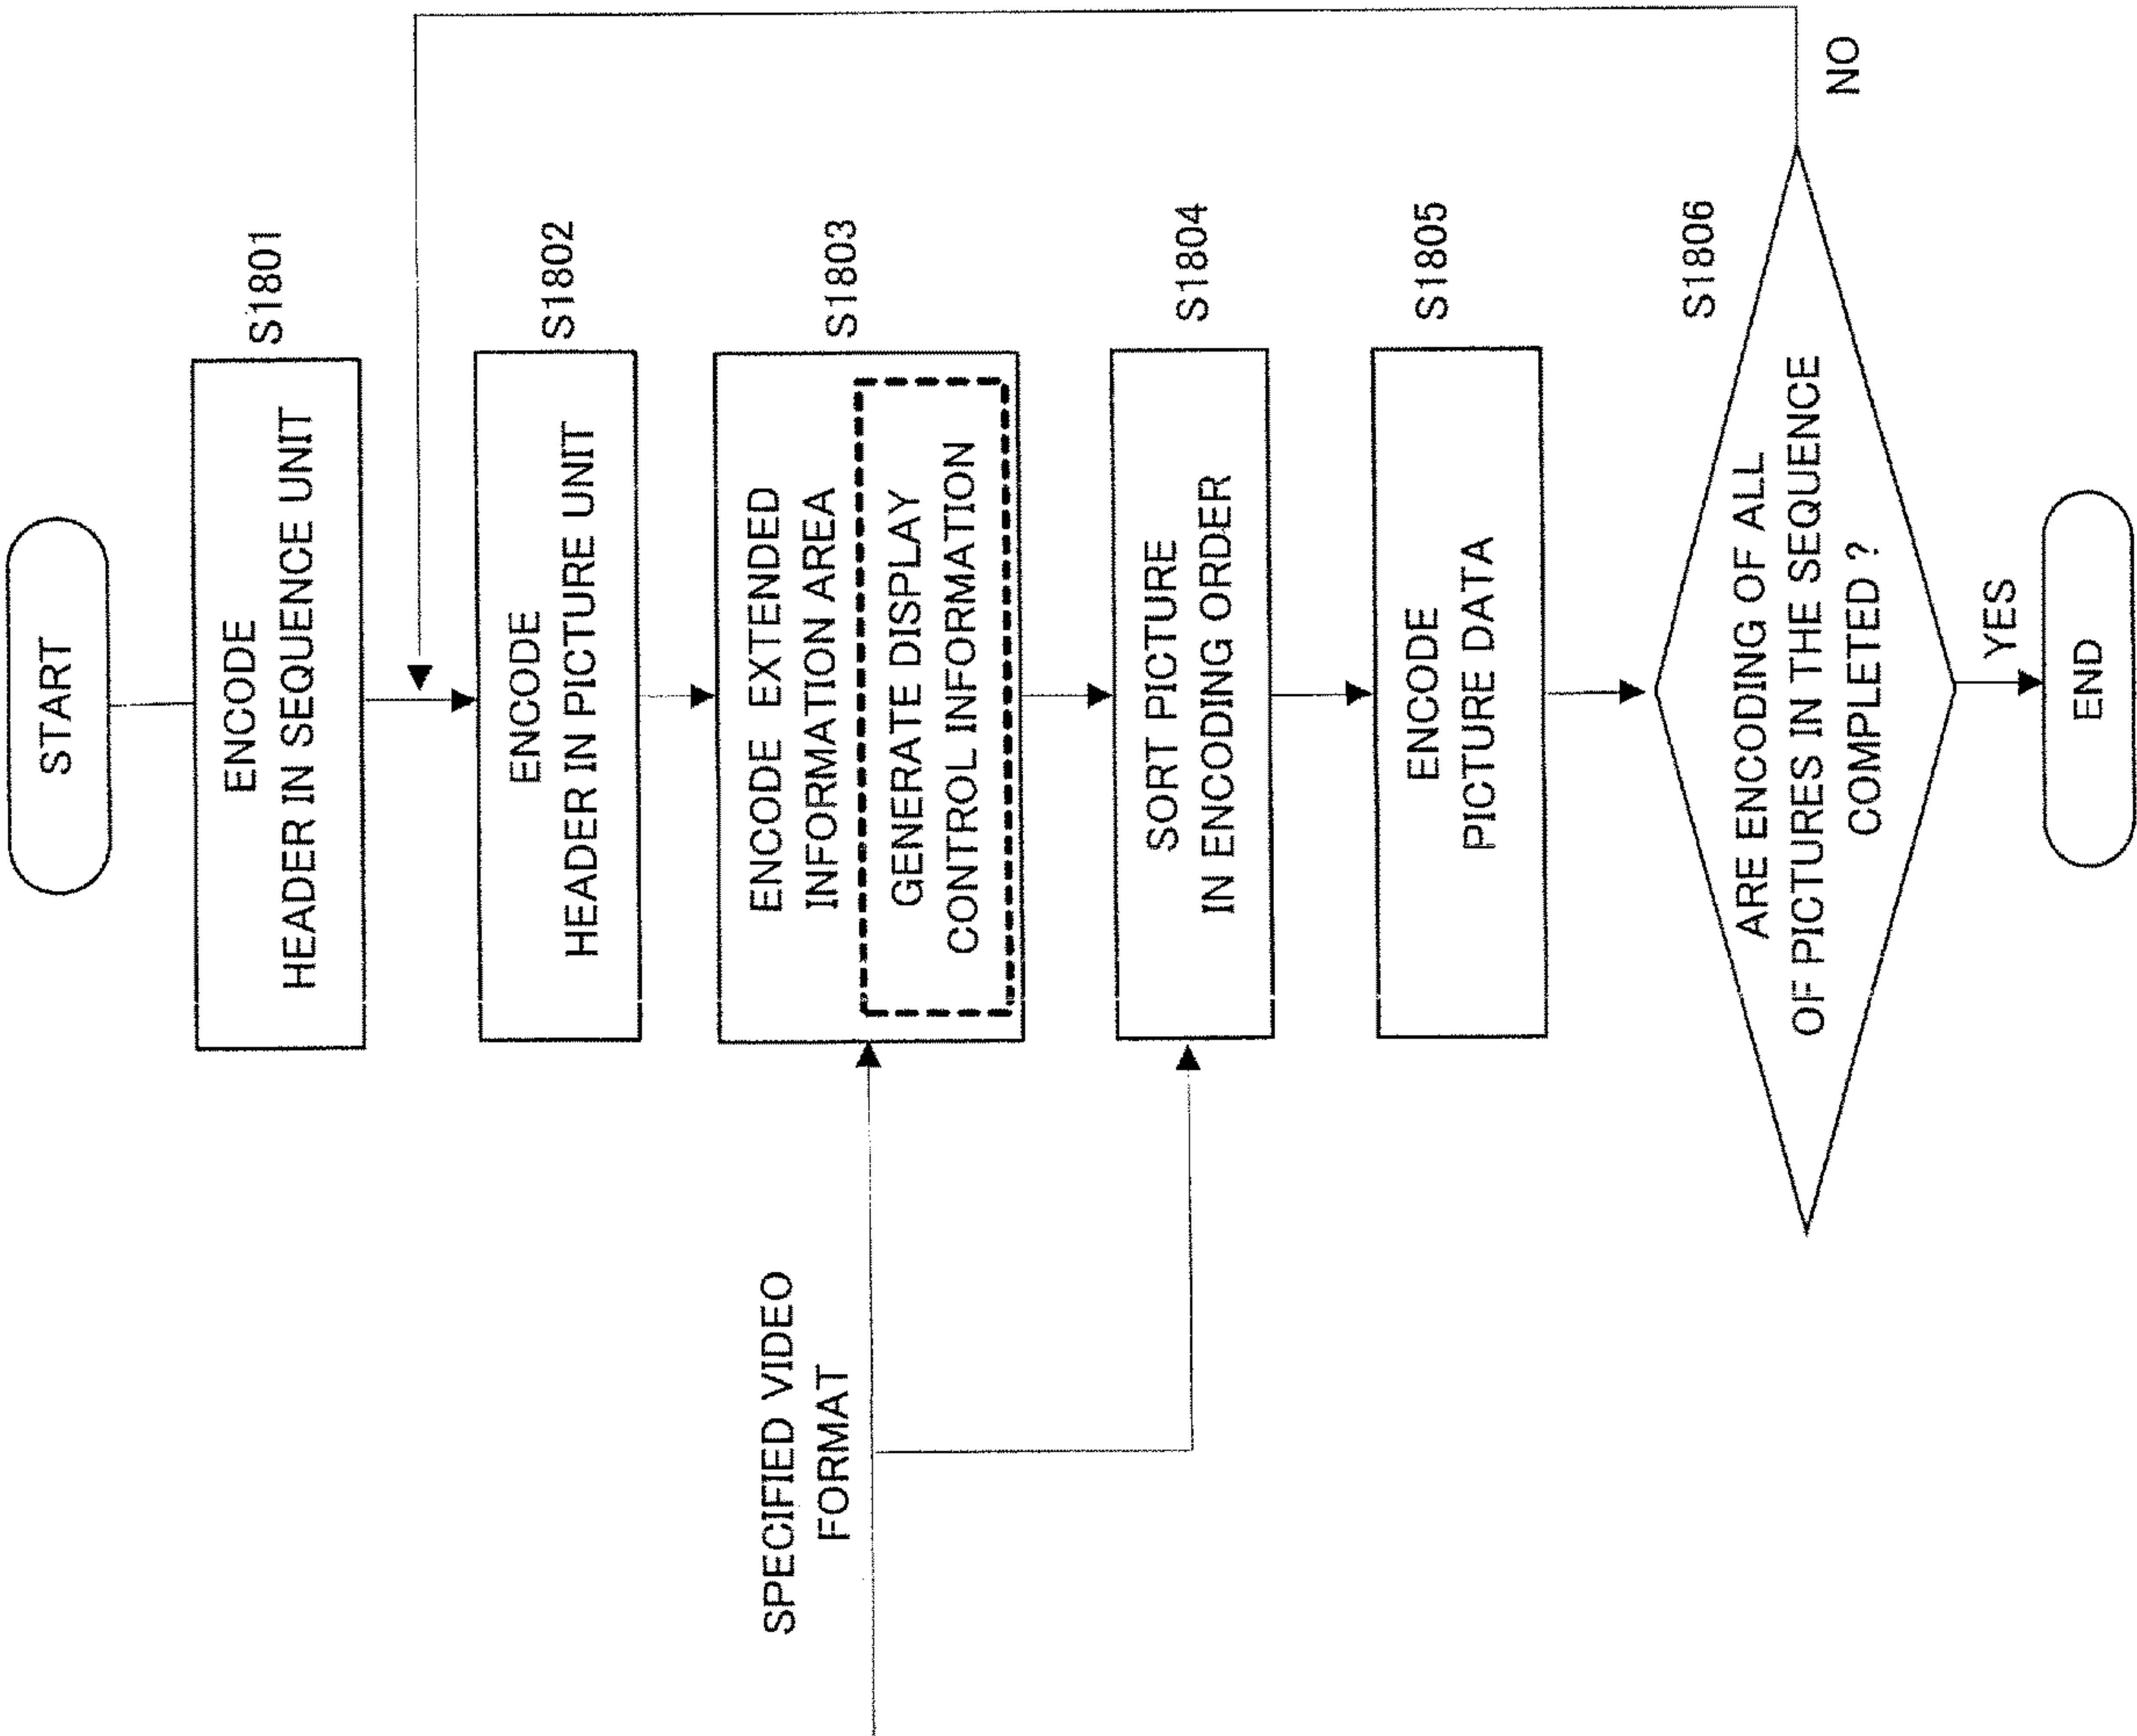 START
S1801
ENCODE
HEADER IN SEQUENCE UNIT
S1802
ENCODE
HEADER IN PICTURE UNIT
SPECIFIED VIDEO
FORMAT
S1803
ENCODE EXTENDED
INFORMATION AREA
GENERATE DISPLAY
CONTROL INFORMATION
S1804
SORT PICTURE
IN ENCODING ORDER
S1805
ENCODE
PICTURE DATA
S1806
ARE ENCODING OF ALL
OF PICTURES IN THE SEQUENCE
COMPLETED ?
NO
YES
END